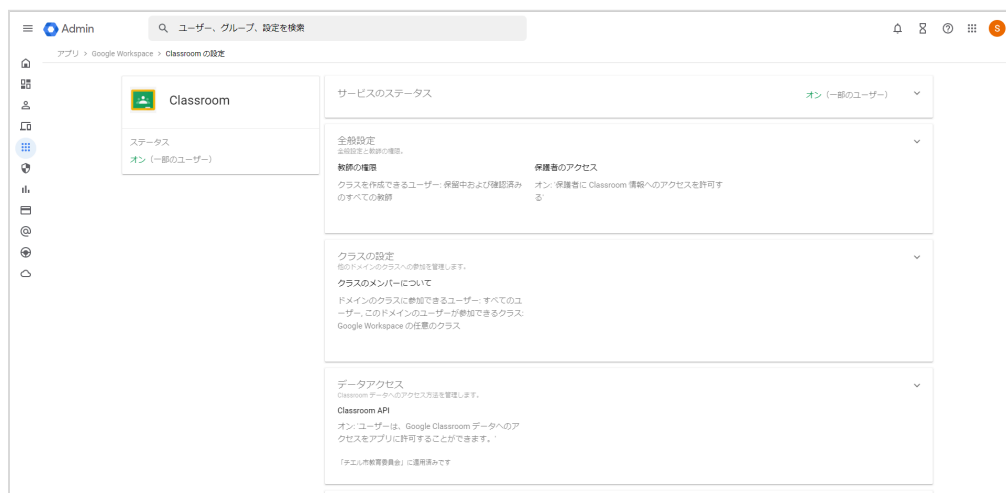 Admin
ユーザー、グループ、設定を検索
S
アプリ > Google Workspace > Classroom の設定
Classroom
ステータス
オン（一部のユーザー）
サービスのステータス
オン（一部のユーザー）
全般設定
全般設定と教師の権限。
教師の権限
クラスを作成できるユーザー: 保留中および確認済み
のすべての教師
保護者のアクセス
オン: '保護者に Classroom 情報へのアクセスを許可す
る'
クラスの設定
他のドメインのクラスへの参加を管理します。
クラスのメンバーについて
ドメインのクラスに参加できるユーザー: すべてのユ
ーザー, このドメインのユーザーが参加できるクラス:
Google Workspace の任意のクラス
データアクセス
Classroom データへのアクセス方法を管理します。
Classroom API
オン: 'ユーザーは、Google Classroom データへのア
クセスをアプリに許可することができます。'
「チエル市教育委員会」に適用済みです